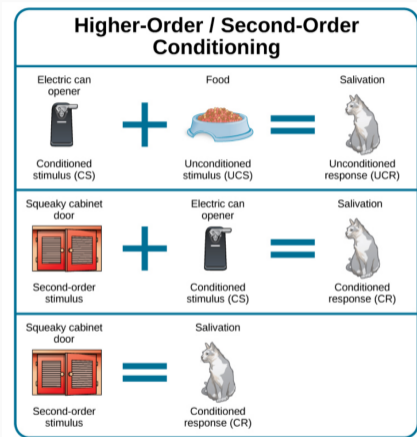 Higher-Order / Second-Order
Conditioning
Electric can
opener
Food
Salivation
Conditioned
stimulus (CS)
Unconditioned
stimulus (UCS)
Unconditioned
response (UCR)
Squeaky cabinet
door
Electric can
opener
Salivation
Second-order
stimulus
Conditioned
stimulus (CS)
Conditioned
response (CR)
Squeaky cabinet
door
Salivation
Second-order
stimulus
Conditioned
response (CR)